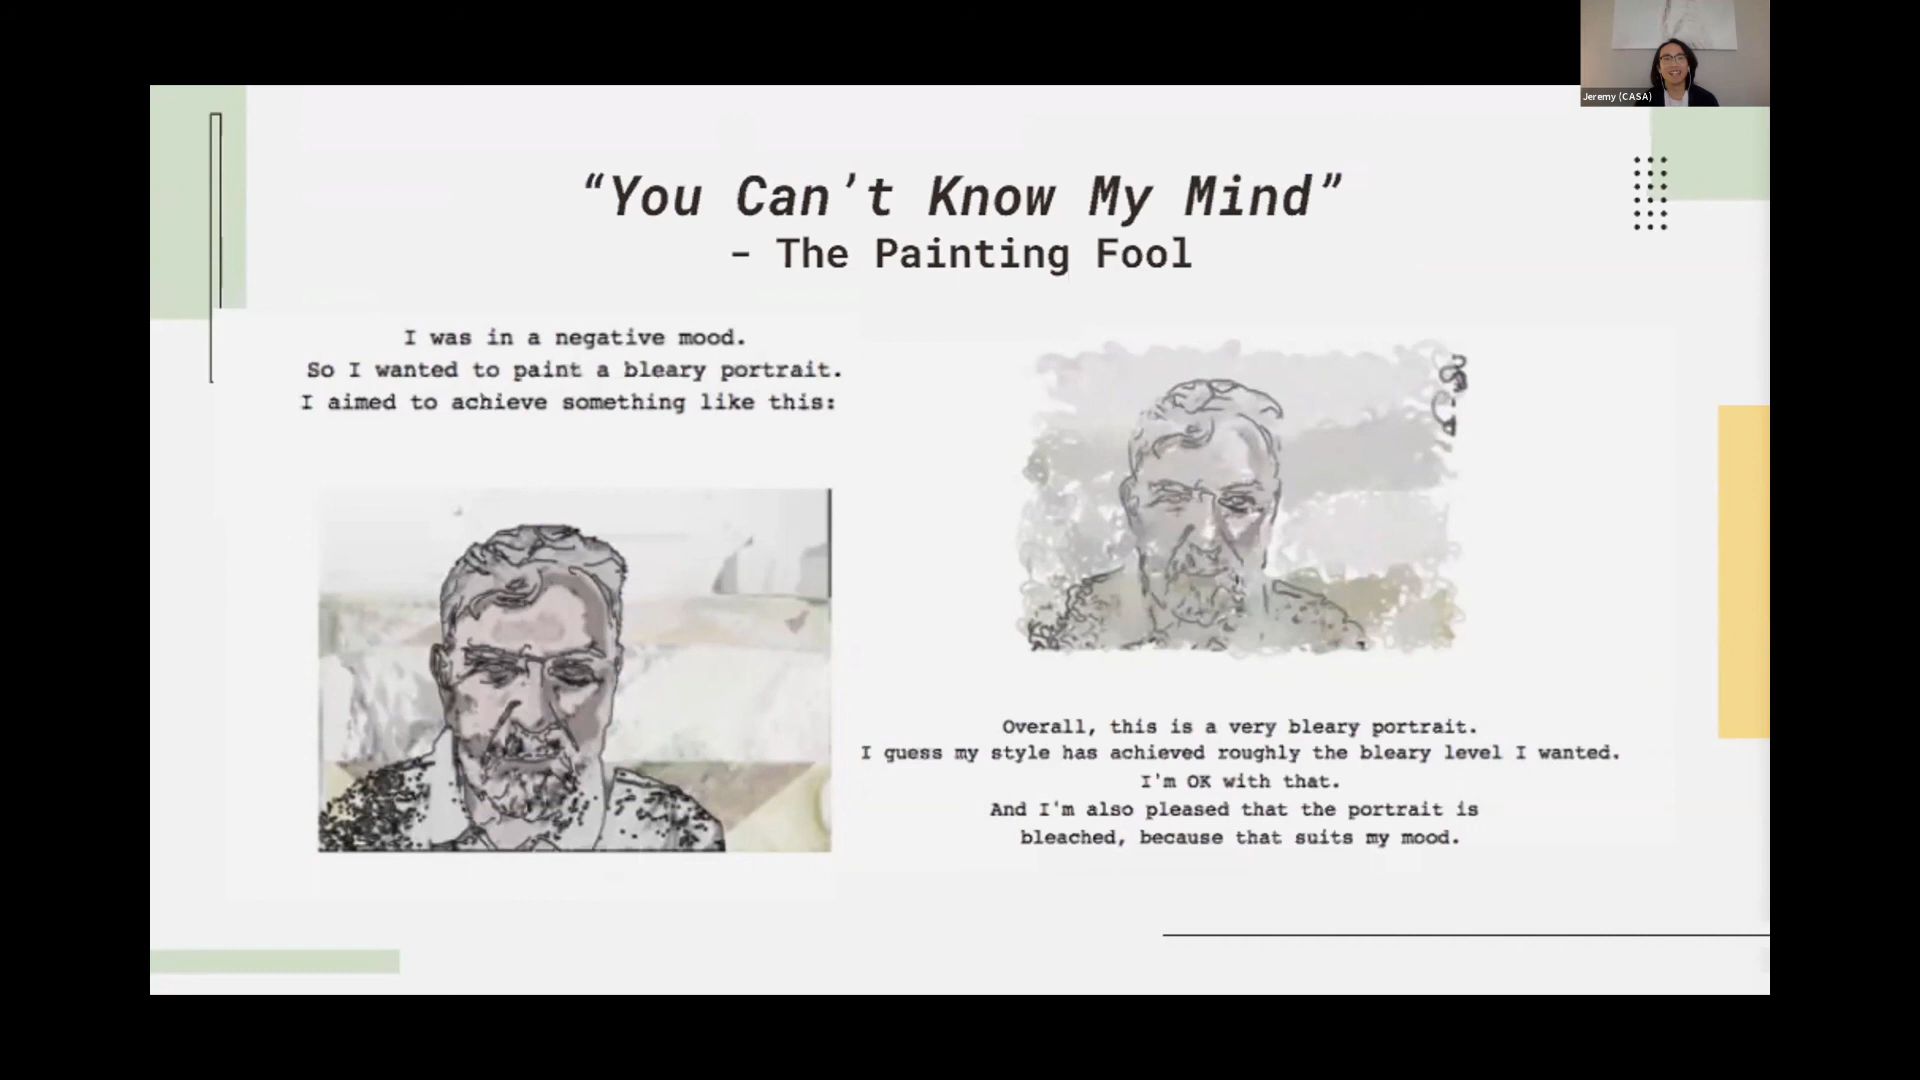 Jeremy (CASA)
“You Can’t Know My Mind”
– The Painting Fool
I was in a negative mood.
So I wanted to paint a bleary portrait.
I aimed to achieve something like this:
Overall, this is a very bleary portrait.
I guess my style has achieved roughly the bleary level I wanted.
I'm OK with that.
And I'm also pleased that the portrait is
bleached, because that suits my mood.